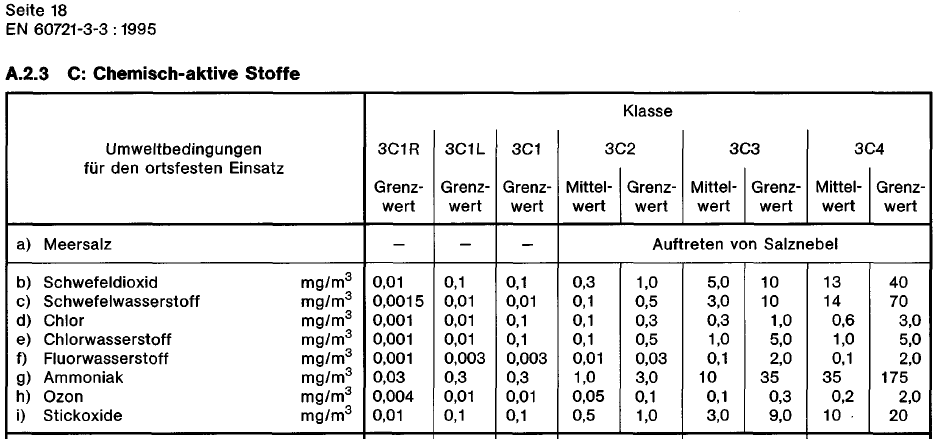 Seite 18
EN 60721-3-3 : 1995
A.2.3 C: Chemisch-aktive Stoffe
Umweltbedingungen
für den ortsfesten Einsatz
Klasse
3C1R 3C1L 3C1 3C2 3C3 3C4
Grenz- Grenz- Grenz- Mittel- Grenz- Mittel- Grenz- Mittel- Grenz-
wert wert wert wert wert wert wert wert wert
a) Meersalz – – – Auftreten von Salznebel
b) Schwefeldioxid mg/m³ 0,01 0,1 0,1 0,3 1,0 5,0 10 13 40
c) Schwefelwasserstoff mg/m³ 0,0015 0,01 0,01 0,1 0,5 3,0 10 14 70
d) Chlor mg/m³ 0,001 0,01 0,1 0,1 0,3 0,3 1,0 0,6 3,0
e) Chlorwasserstoff mg/m³ 0,001 0,01 0,1 0,1 0,5 1,0 5,0 1,0 5,0
f) Fluorwasserstoff mg/m³ 0,001 0,003 0,003 0,01 0,03 0,1 2,0 0,1 2,0
g) Ammoniak mg/m³ 0,03 0,3 0,3 1,0 3,0 10 35 35 175
h) Ozon mg/m³ 0,004 0,01 0,01 0,05 0,1 0,1 0,3 0,2 2,0
i) Stickoxide mg/m³ 0,01 0,1 0,1 0,5 1,0 3,0 9,0 10 20